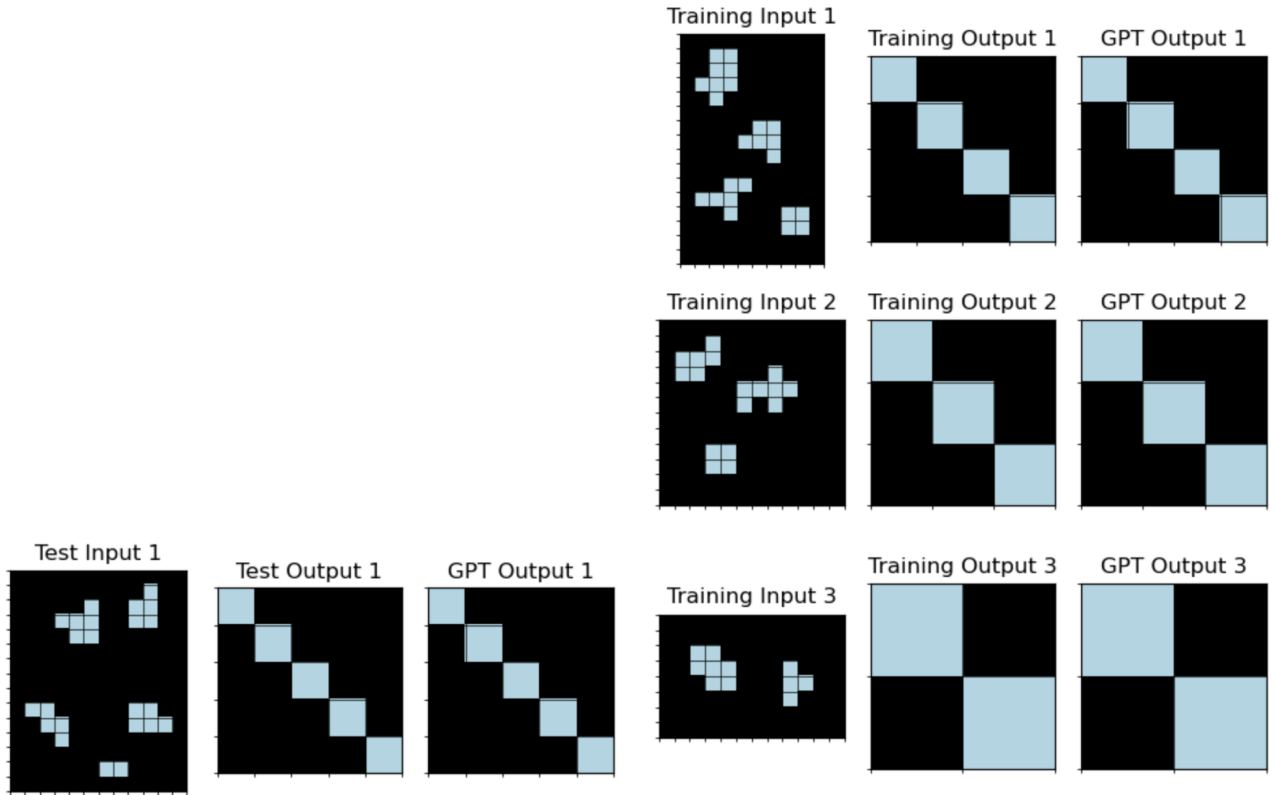 Training Input 1
Training Output 1
GPT Output 1
Training Input 2
Training Output 2
GPT Output 2
Test Input 1
Test Output 1
GPT Output 1
Training Input 3
Training Output 3
GPT Output 3